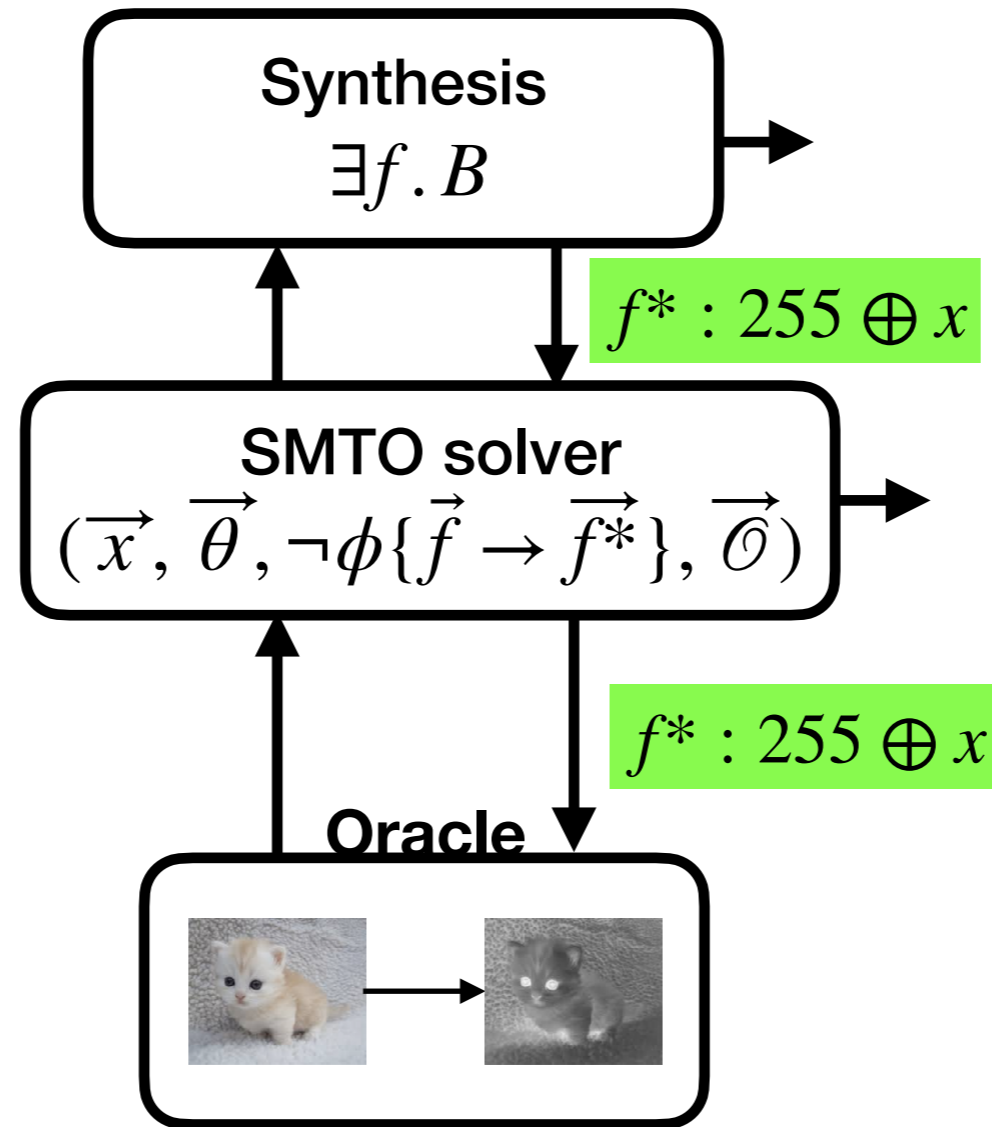 Synthesis
∃f . B
f* : 255 ⊕ x
SMTO solver
(x⃗, θ⃗, ¬ϕ{f⃗ → f*⃗}, 𝒪⃗)
f* : 255 ⊕ x
Oracle